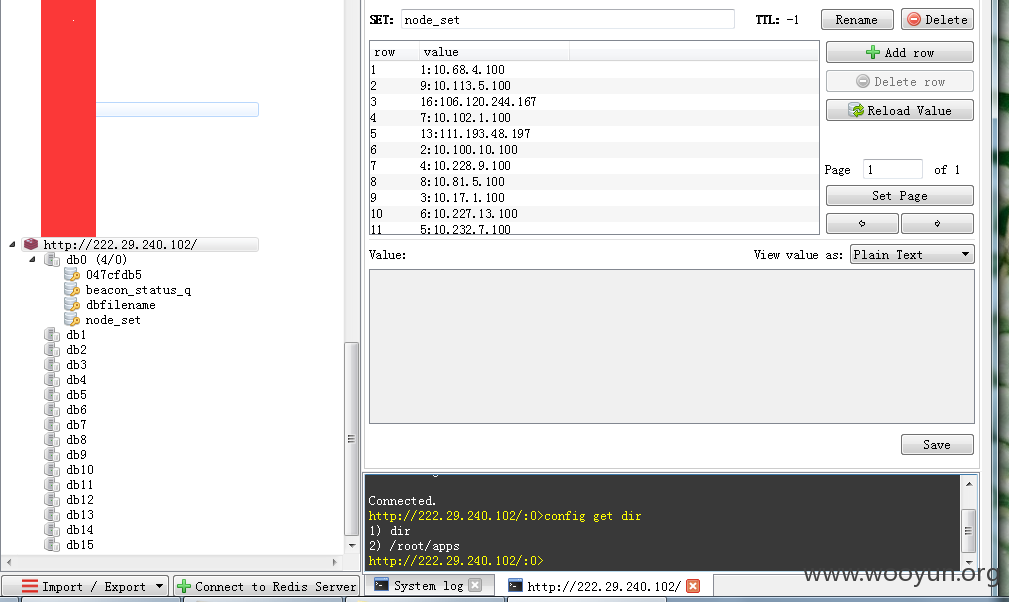 SET: node_set TTL: -1 Rename Delete
row value
1 1:10.68.4.100
2 9:10.113.5.100
3 16:106.120.244.167
4 7:10.102.1.100
5 13:111.193.48.197
6 2:10.100.10.100
7 4:10.228.9.100
8 8:10.81.5.100
9 3:10.17.1.100
10 6:10.227.13.100
11 5:10.232.7.100
Add row
Delete row
Reload Value
Page 1 of 1
Set Page
Value: View value as: Plain Text
Save
http://222.29.240.102/
db0 (4/0)
047cfdb5
beacon_status_q
dbfilename
node_set
db1
db2
db3
db4
db5
db6
db7
db8
db9
db10
db11
db12
db13
db14
db15
Connected.
http://222.29.240.102/:0>config get dir
1) dir
2) /root/apps
http://222.29.240.102/:0>
Import / Export Connect to Redis Server System log http://222.29.240.102/
www.wooyun.org